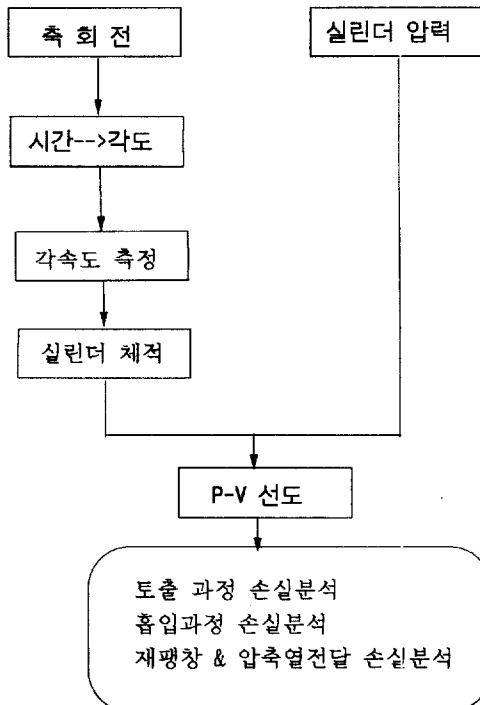 축 회 전
실린더 압력
시간-->각도
각속도 측정
실린더 체적
P-V 선도
토출 과정 손실분석
흡입과정 손실분석
재팽창 & 압축열전달 손실분석